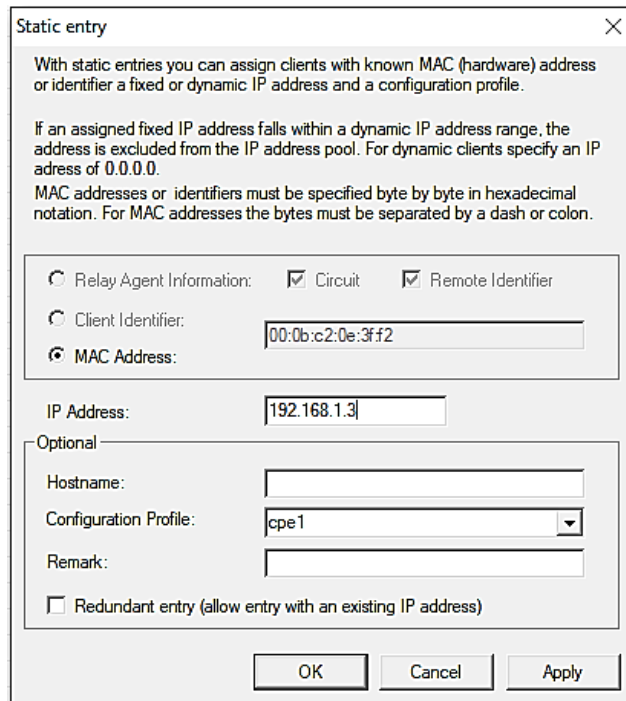 Static entry
With static entries you can assign clients with known MAC (hardware) address
or identifier a fixed or dynamic IP address and a configuration profile.
If an assigned fixed IP address falls within a dynamic IP address range, the
address is excluded from the IP address pool. For dynamic clients specify an IP
adress of 0.0.0.0.
MAC addresses or identifiers must be specified byte by byte in hexadecimal
notation. For MAC addresses the bytes must be separated by a dash or colon.
Relay Agent Information: Circuit Remote Identifier
Client Identifier:
00:0b:c2:0e:3f:f2
MAC Address:
IP Address: 192.168.1.3
Optional
Hostname:
Configuration Profile: cpe1
Remark:
Redundant entry (allow entry with an existing IP address)
OK Cancel Apply